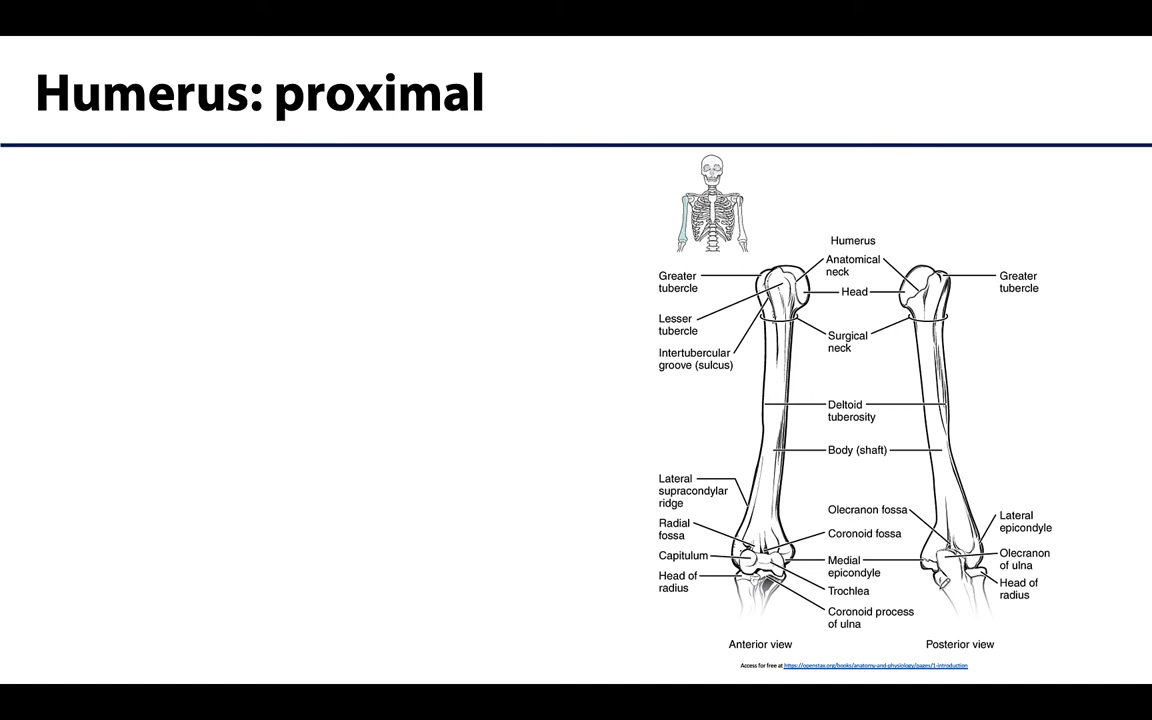 Humerus: proximal
Humerus
Anatomical
neck
Greater
tubercle
Head
Greater
tubercle
Lesser
tubercle
Surgical
neck
Intertubercular
groove (sulcus)
Deltoid
tuberosity
Body (shaft)
Lateral
supracondylar
ridge
Olecranon fossa
Lateral
epicondyle
Radial
fossa
Coronoid fossa
Capitulum
Medial
epicondyle
Olecranon
of ulna
Head of
radius
Trochlea
Head of
radius
Coronoid process
of ulna
Anterior view
Posterior view
Access for free at https://openstax.org/books/anatomy-and-physiology/pages/1-introduction